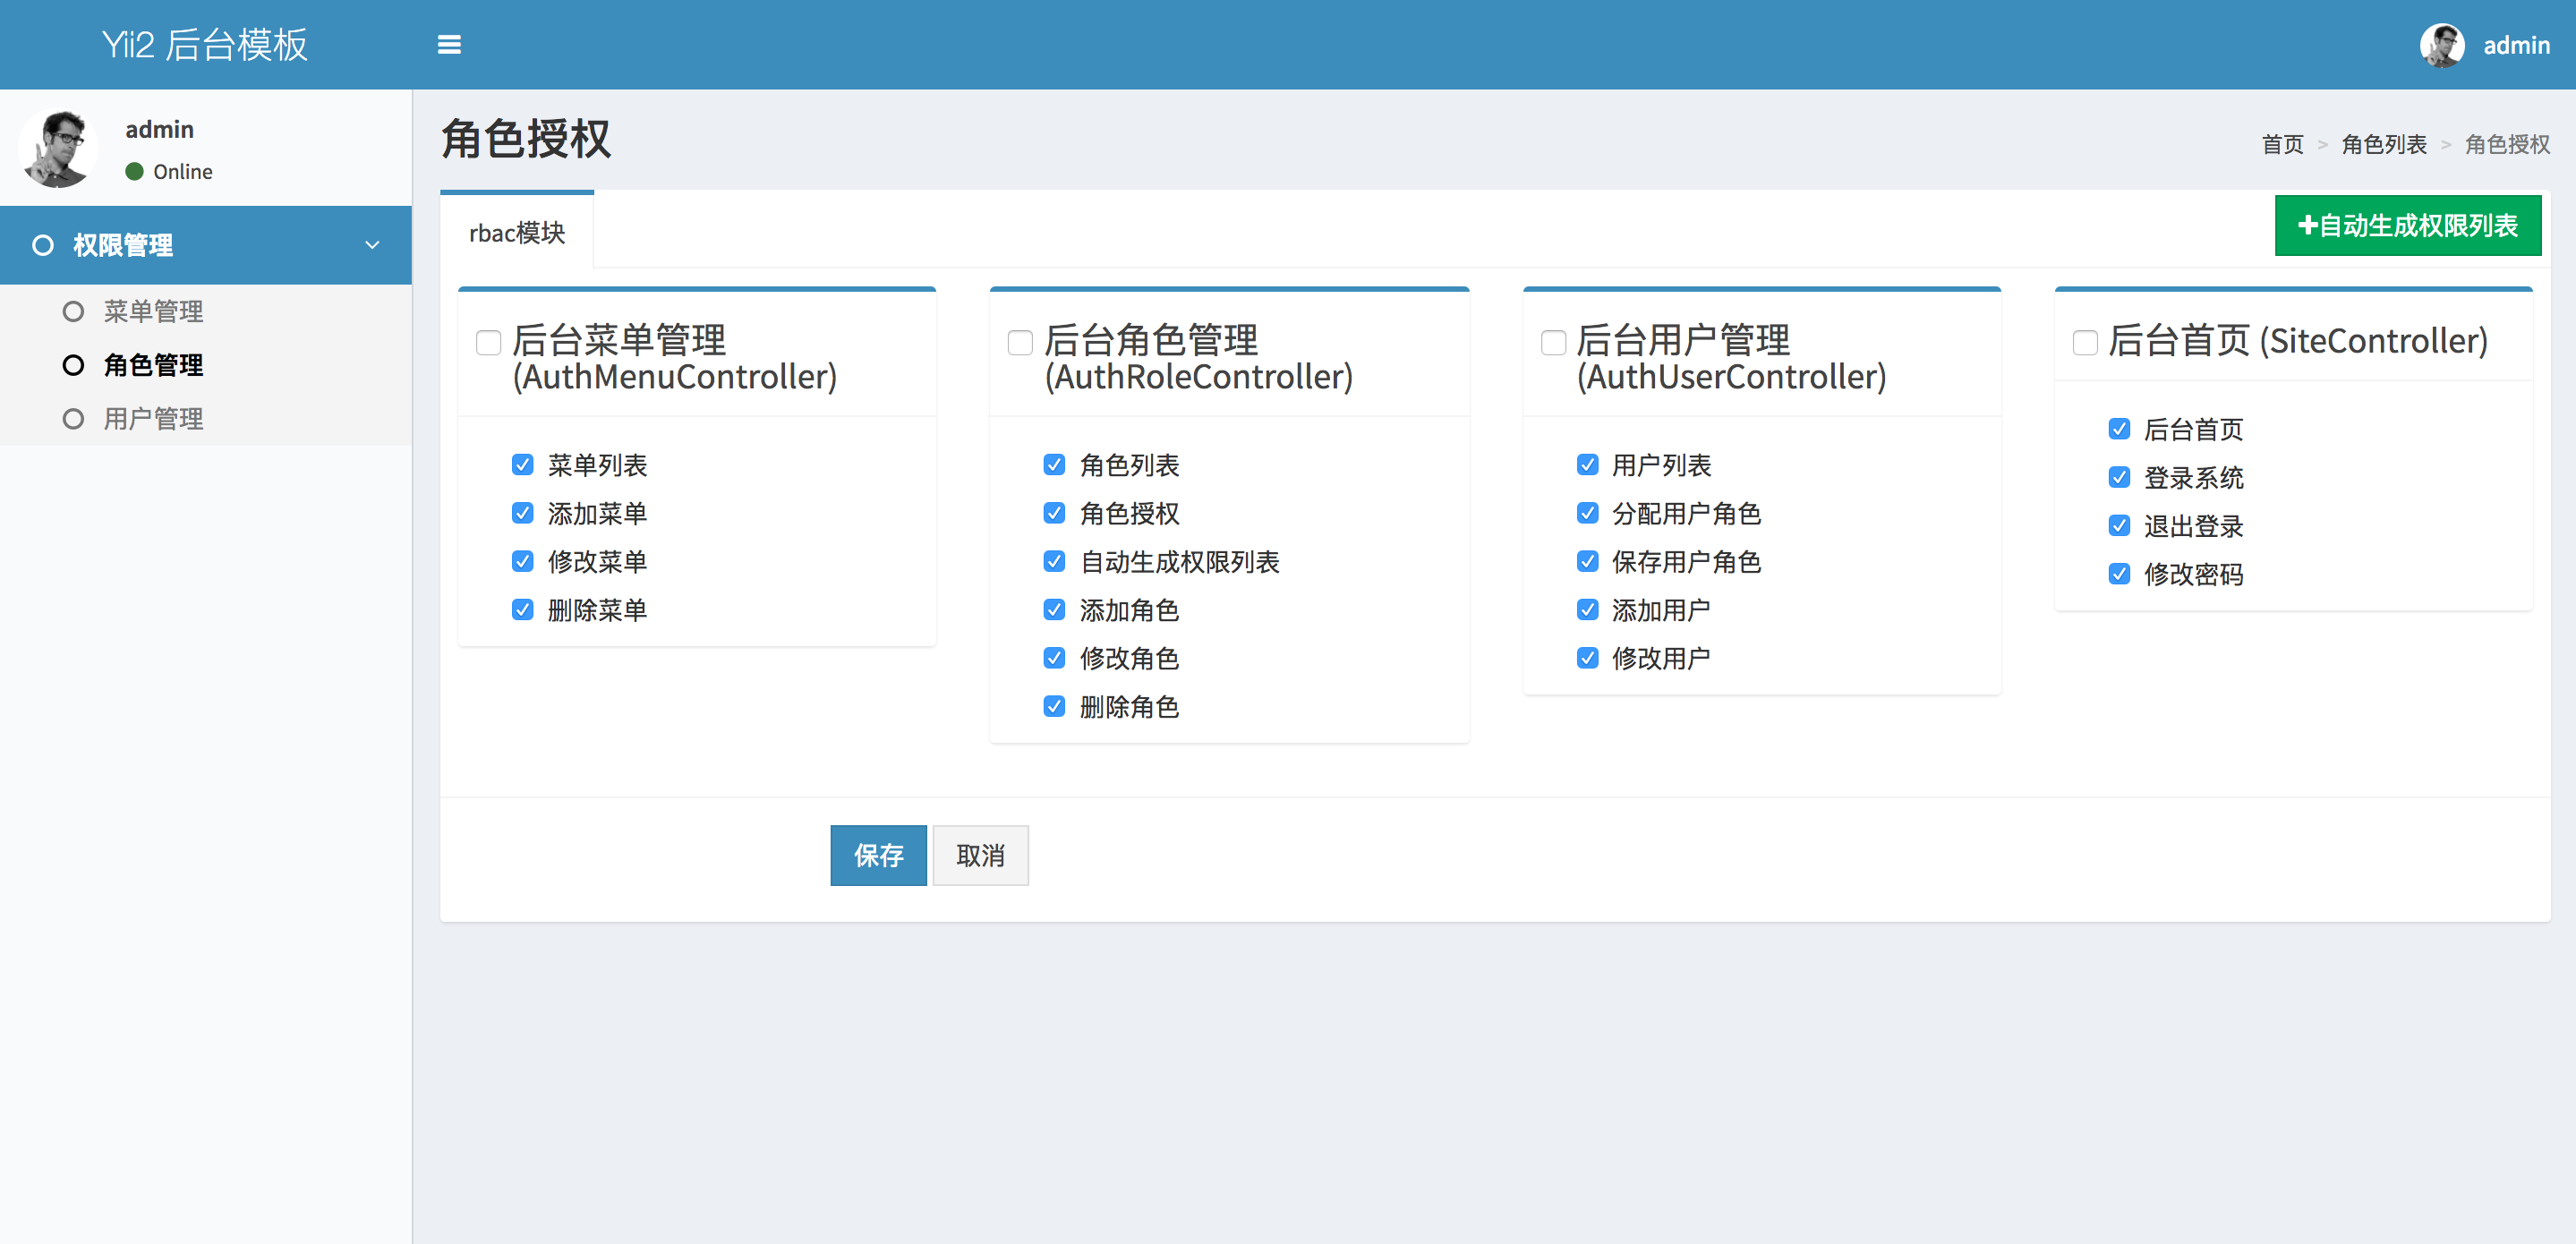 Yii2 后台模板
admin
admin
Online
权限管理
菜单管理
角色管理
用户管理
角色授权
首页 > 角色列表 > 角色授权
rbac模块
自动生成权限列表
后台菜单管理
(AuthMenuController)
菜单列表
添加菜单
修改菜单
删除菜单
后台角色管理
(AuthRoleController)
角色列表
角色授权
自动生成权限列表
添加角色
修改角色
删除角色
后台用户管理
(AuthUserController)
用户列表
分配用户角色
保存用户角色
添加用户
修改用户
后台首页 (SiteController)
后台首页
登录系统
退出登录
修改密码
保存
取消